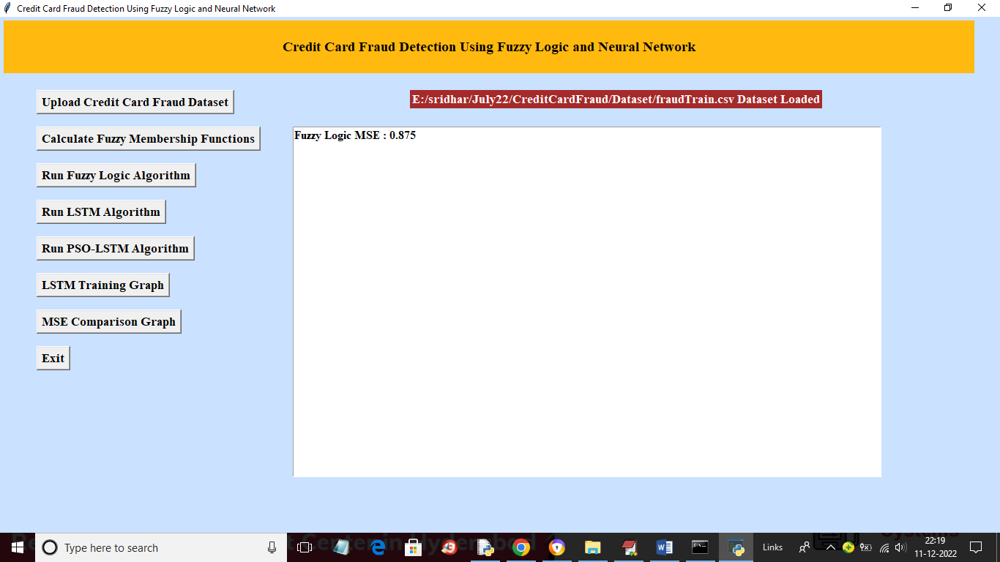 Credit Card Fraud Detection Using Fuzzy Logic and Neural Network
Credit Card Fraud Detection Using Fuzzy Logic and Neural Network
Upload Credit Card Fraud Dataset
E:/sridhar/July22/CreditCardFraud/Dataset/fraudTrain.csv Dataset Loaded
Calculate Fuzzy Membership Functions
Fuzzy Logic MSE : 0.875
Run Fuzzy Logic Algorithm
Run LSTM Algorithm
Run PSO-LSTM Algorithm
LSTM Training Graph
MSE Comparison Graph
Exit
Type here to search
Links
22:19
11-12-2022